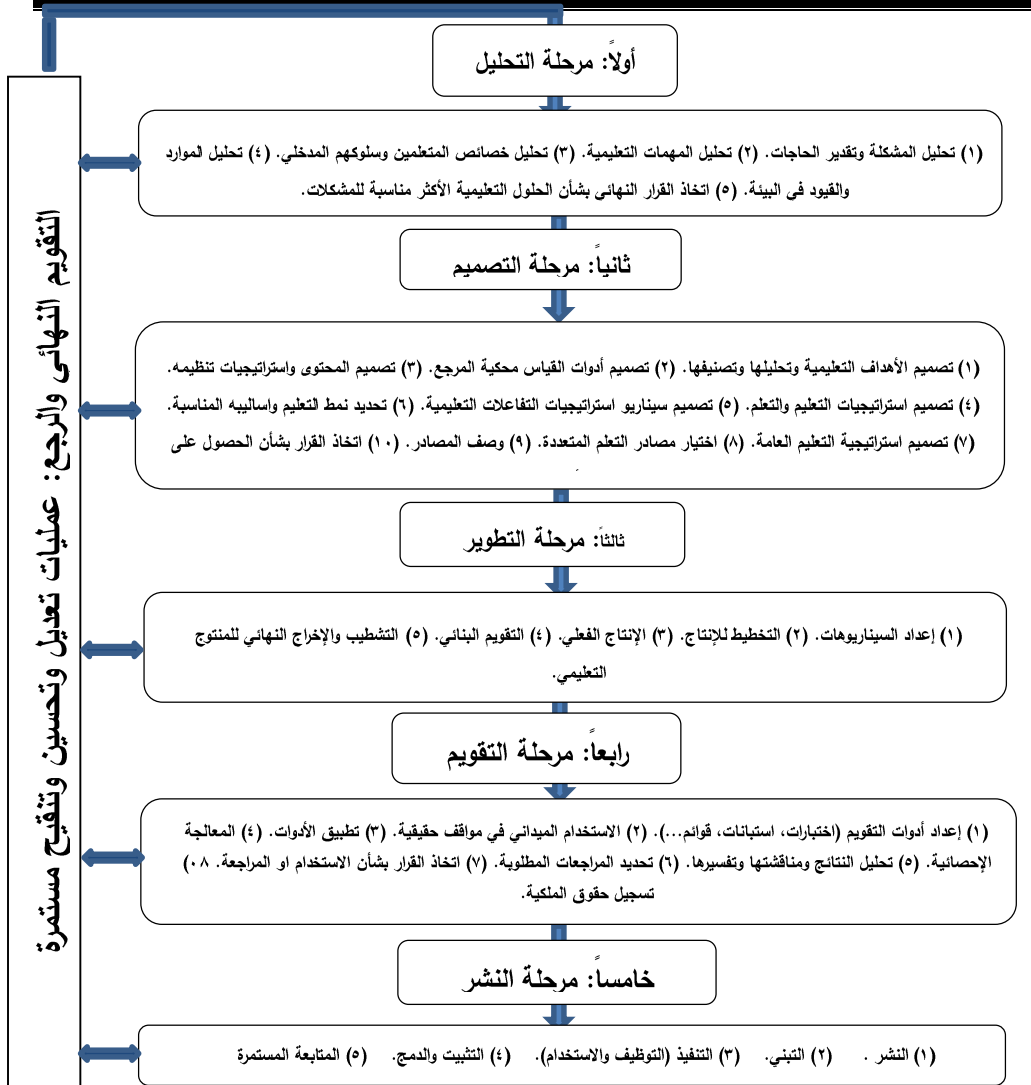 أولاً: مرحلة التحليل
(١) تحليل المشكلة وتقدير الحاجات. (٢) تحليل المهمات التعليمية. (٣) تحليل خصائص المتعلمين وسلوكهم المدخلي. (٤) تحليل الموارد
والقيود فى البيئة. (٥) اتخاذ القرار النهائى بشأن الحلول التعليمية الأكثر مناسبة للمشكلات.
ثانياً: مرحلة التصميم
(١) تصميم الأهداف التعليمية وتحليلها وتصنيفها. (٢) تصميم أدوات القياس محكية المرجع. (٣) تصميم المحتوى واستراتيجيات تنظيمه.
(٤) تصميم استراتيجيات التعليم والتعلم. (٥) تصميم سيناريو استراتيجيات التفاعلات التعليمية. (٦) تحديد نمط التعليم واساليبه المناسبة.
(٧) تصميم استراتيجية التعليم العامة. (٨) اختيار مصادر التعلم المتعددة. (٩) وصف المصادر. (١٠) اتخاذ القرار بشأن الحصول على
ثالثاً: مرحلة التطوير
(١) إعداد السيناريوهات. (٢) التخطيط للإنتاج. (٣) الإنتاج الفعلي. (٤) التقويم البنائي. (٥) التشطيب والإخراج النهائي للمنتوج
التعليمي.
رابعاً: مرحلة التقويم
(١) إعداد أدوات التقويم (اختبارات، استبانات، قوائم...). (٢) الاستخدام الميداني في مواقف حقيقية. (٣) تطبيق الأدوات. (٤) المعالجة
الإحصائية. (٥) تحليل النتائج ومناقشتها وتفسيرها. (٦) تحديد المراجعات المطلوبة. (٧) اتخاذ القرار بشأن الاستخدام او المراجعة. ٠٨)
تسجيل حقوق الملكية.
خامساً: مرحلة النشر
(١) النشر . (٢) التبني. (٣) التنفيذ (التوظيف والاستخدام). (٤) التثبيت والدمج. (٥) المتابعة المستمرة
التقويم النهائى والرجع: عمليات تعديل وتحسين وتنقيح مستمرة